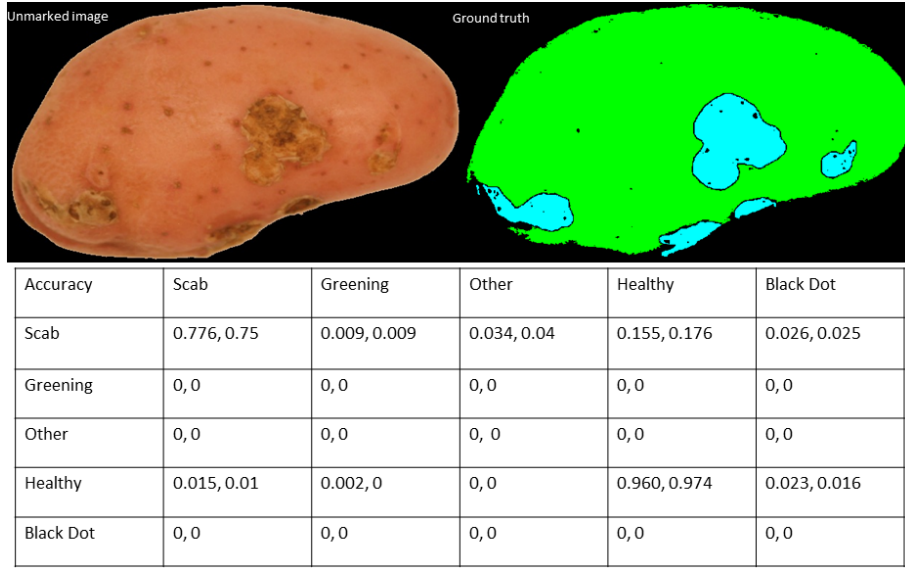 Unmarked image Ground truth
Accuracy Scab Greening Other Healthy Black Dot
Scab 0.776, 0.75 0.009, 0.009 0.034, 0.04 0.155, 0.176 0.026, 0.025
Greening 0, 0 0, 0 0, 0 0, 0 0, 0
Other 0, 0 0, 0 0, 0 0, 0 0, 0
Healthy 0.015, 0.01 0.002, 0 0, 0 0.960, 0.974 0.023, 0.016
Black Dot 0, 0 0, 0 0, 0 0, 0 0, 0